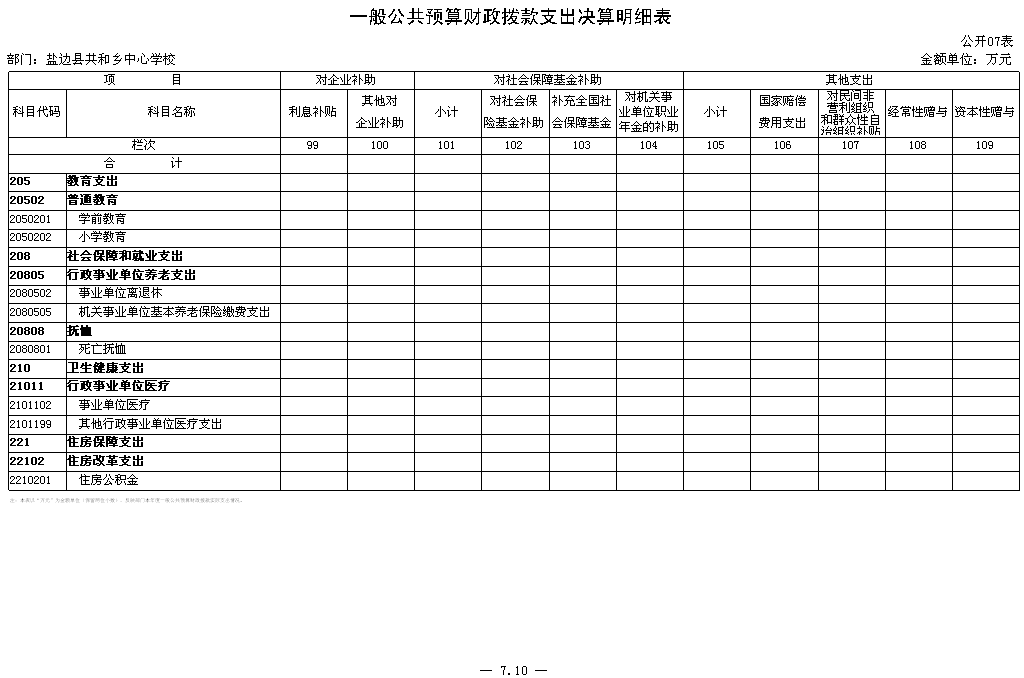 一般公共预算财政拨款支出决算明细表
公开07表
部门：盐边县共和乡中心学校 金额单位：万元
项 目 对企业补助 对社会保障基金补助 其他支出
科目代码 科目名称 利息补贴 其他对企业补助 小计 对社会保险基金补助 补充全国社会保障基金 对机关事业单位职业年金的补助 小计 国家赔偿费用支出 对民间非营利组织和群众性自治组织补贴 经常性赠与 资本性赠与
栏次 99 100 101 102 103 104 105 106 107 108 109
合 计
205 教育支出
20502 普通教育
2050201 学前教育
2050202 小学教育
208 社会保障和就业支出
20805 行政事业单位养老支出
2080502 事业单位离退休
2080505 机关事业单位基本养老保险缴费支出
20808 抚恤
2080801 死亡抚恤
210 卫生健康支出
21011 行政事业单位医疗
2101102 事业单位医疗
2101199 其他行政事业单位医疗支出
221 住房保障支出
22102 住房改革支出
2210201 住房公积金
— 7.10 —